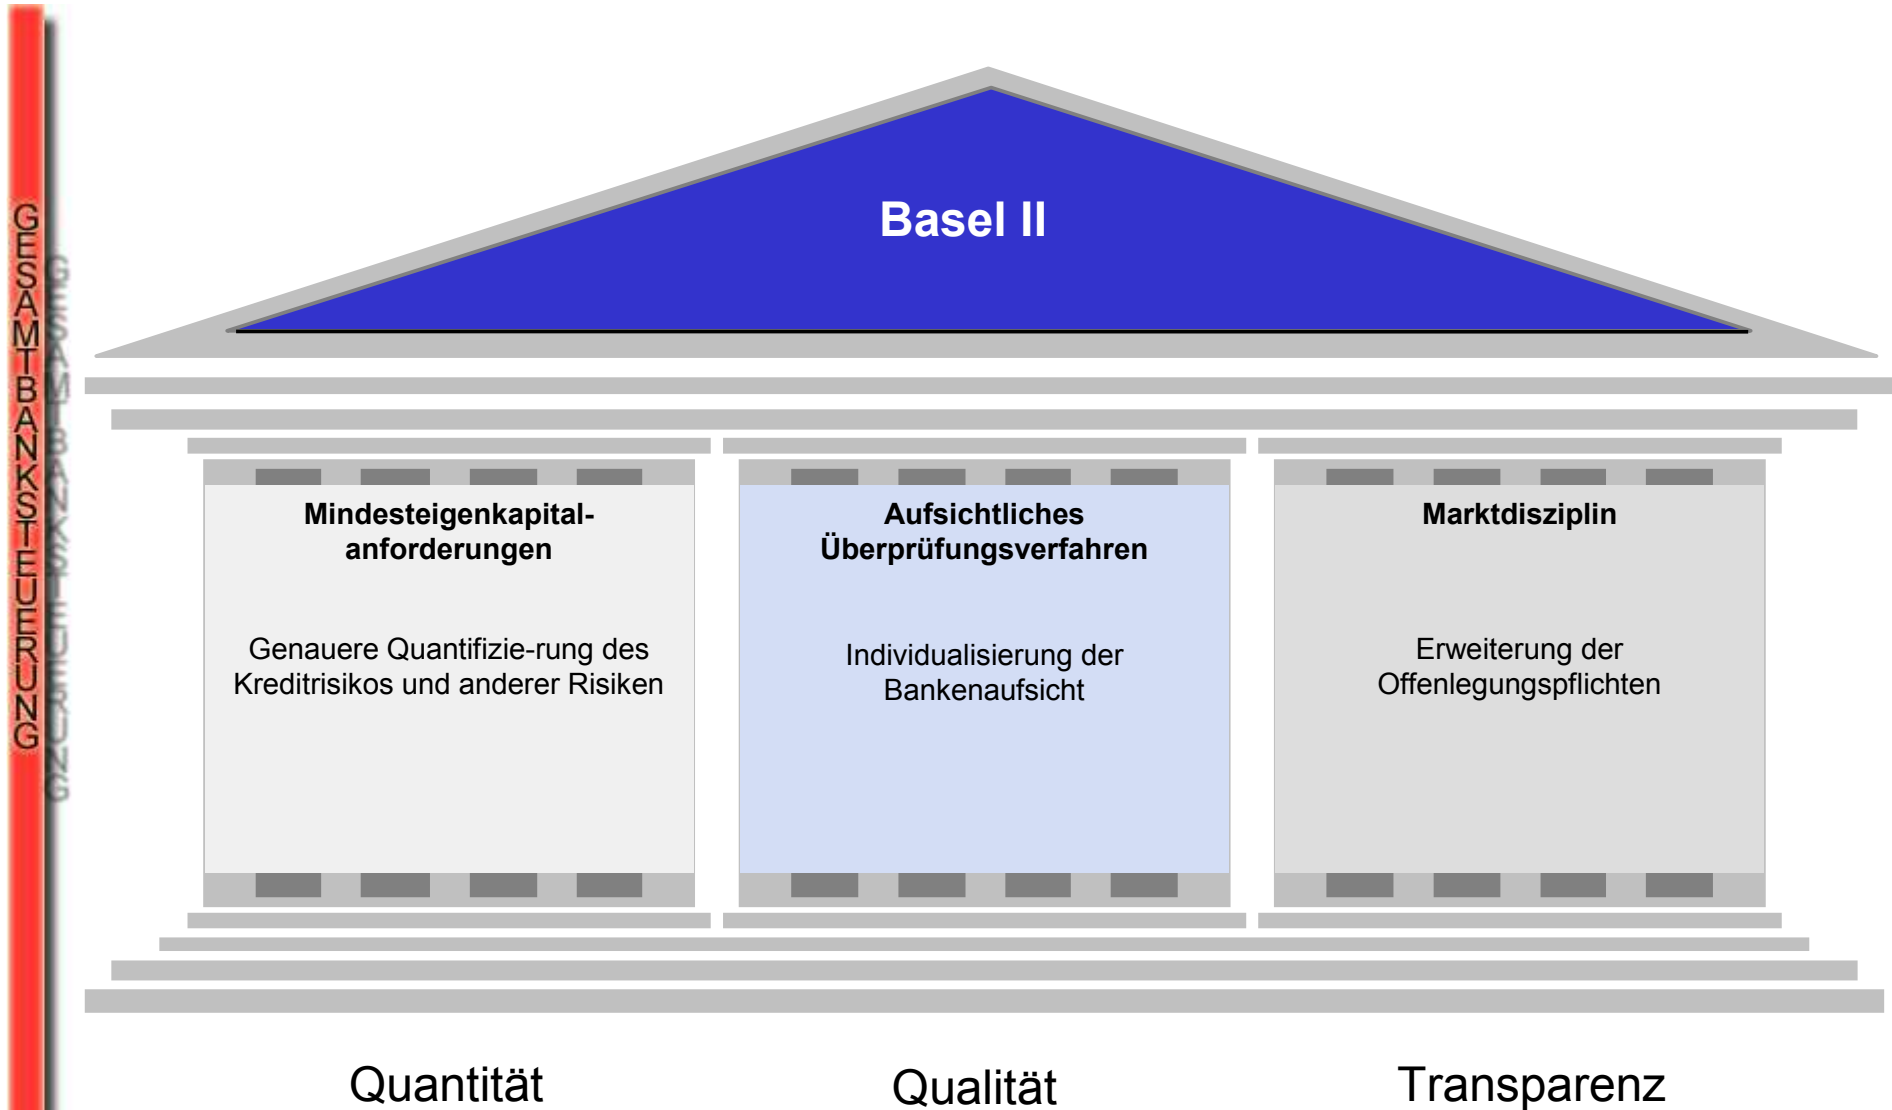 GESAMTBANKSTEUERUNG
Basel II
Mindesteigenkapital-
anforderungen
Genauere Quantifizie-rung des
Kreditrisikos und anderer Risiken
Aufsichtliches
Überprüfungsverfahren
Individualisierung der
Bankenaufsicht
Marktdisziplin
Erweiterung der
Offenlegungspflichten
Quantität
Qualität
Transparenz